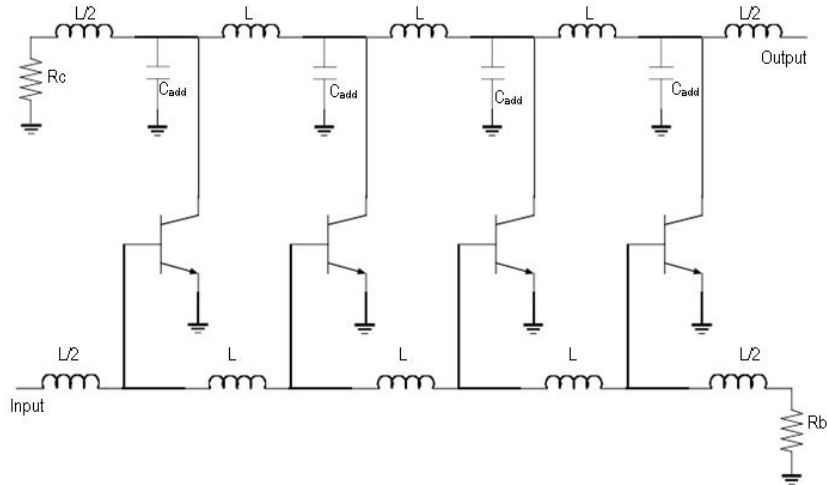 L/2 L L L L/2
Output
Rc
Cadd Cadd Cadd Cadd
L/2 L L L L/2
Input
Rb